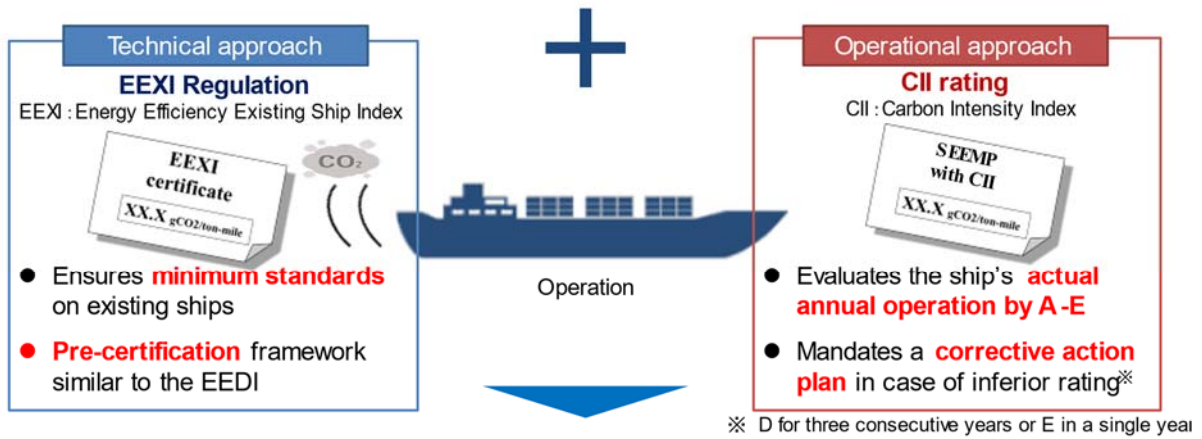 Technical approach
EEXI Regulation
EEXI : Energy Efficiency Existing Ship Index
EEXI
certificate
XX.X gCO2/ton-mile
CO₂
● Ensures minimum standards
on existing ships
● Pre-certification framework
similar to the EEDI
Operation
Operational approach
CII rating
CII : Carbon Intensity Index
SEEMP
with CII
XX.X gCO2/ton-mile
● Evaluates the ship's actual
annual operation by A-E
● Mandates a corrective action
plan in case of inferior rating※
※ D for three consecutive years or E in a single year